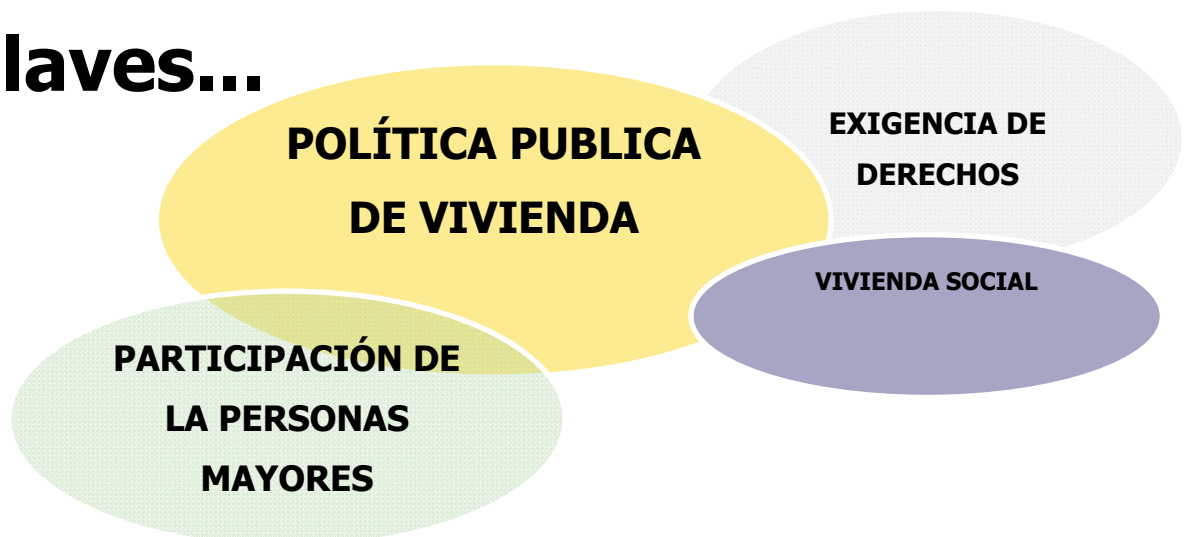 laves...
POLÍTICA PUBLICA
DE VIVIENDA
EXIGENCIA DE
DERECHOS
VIVIENDA SOCIAL
PARTICIPACIÓN DE
LA PERSONAS
MAYORES